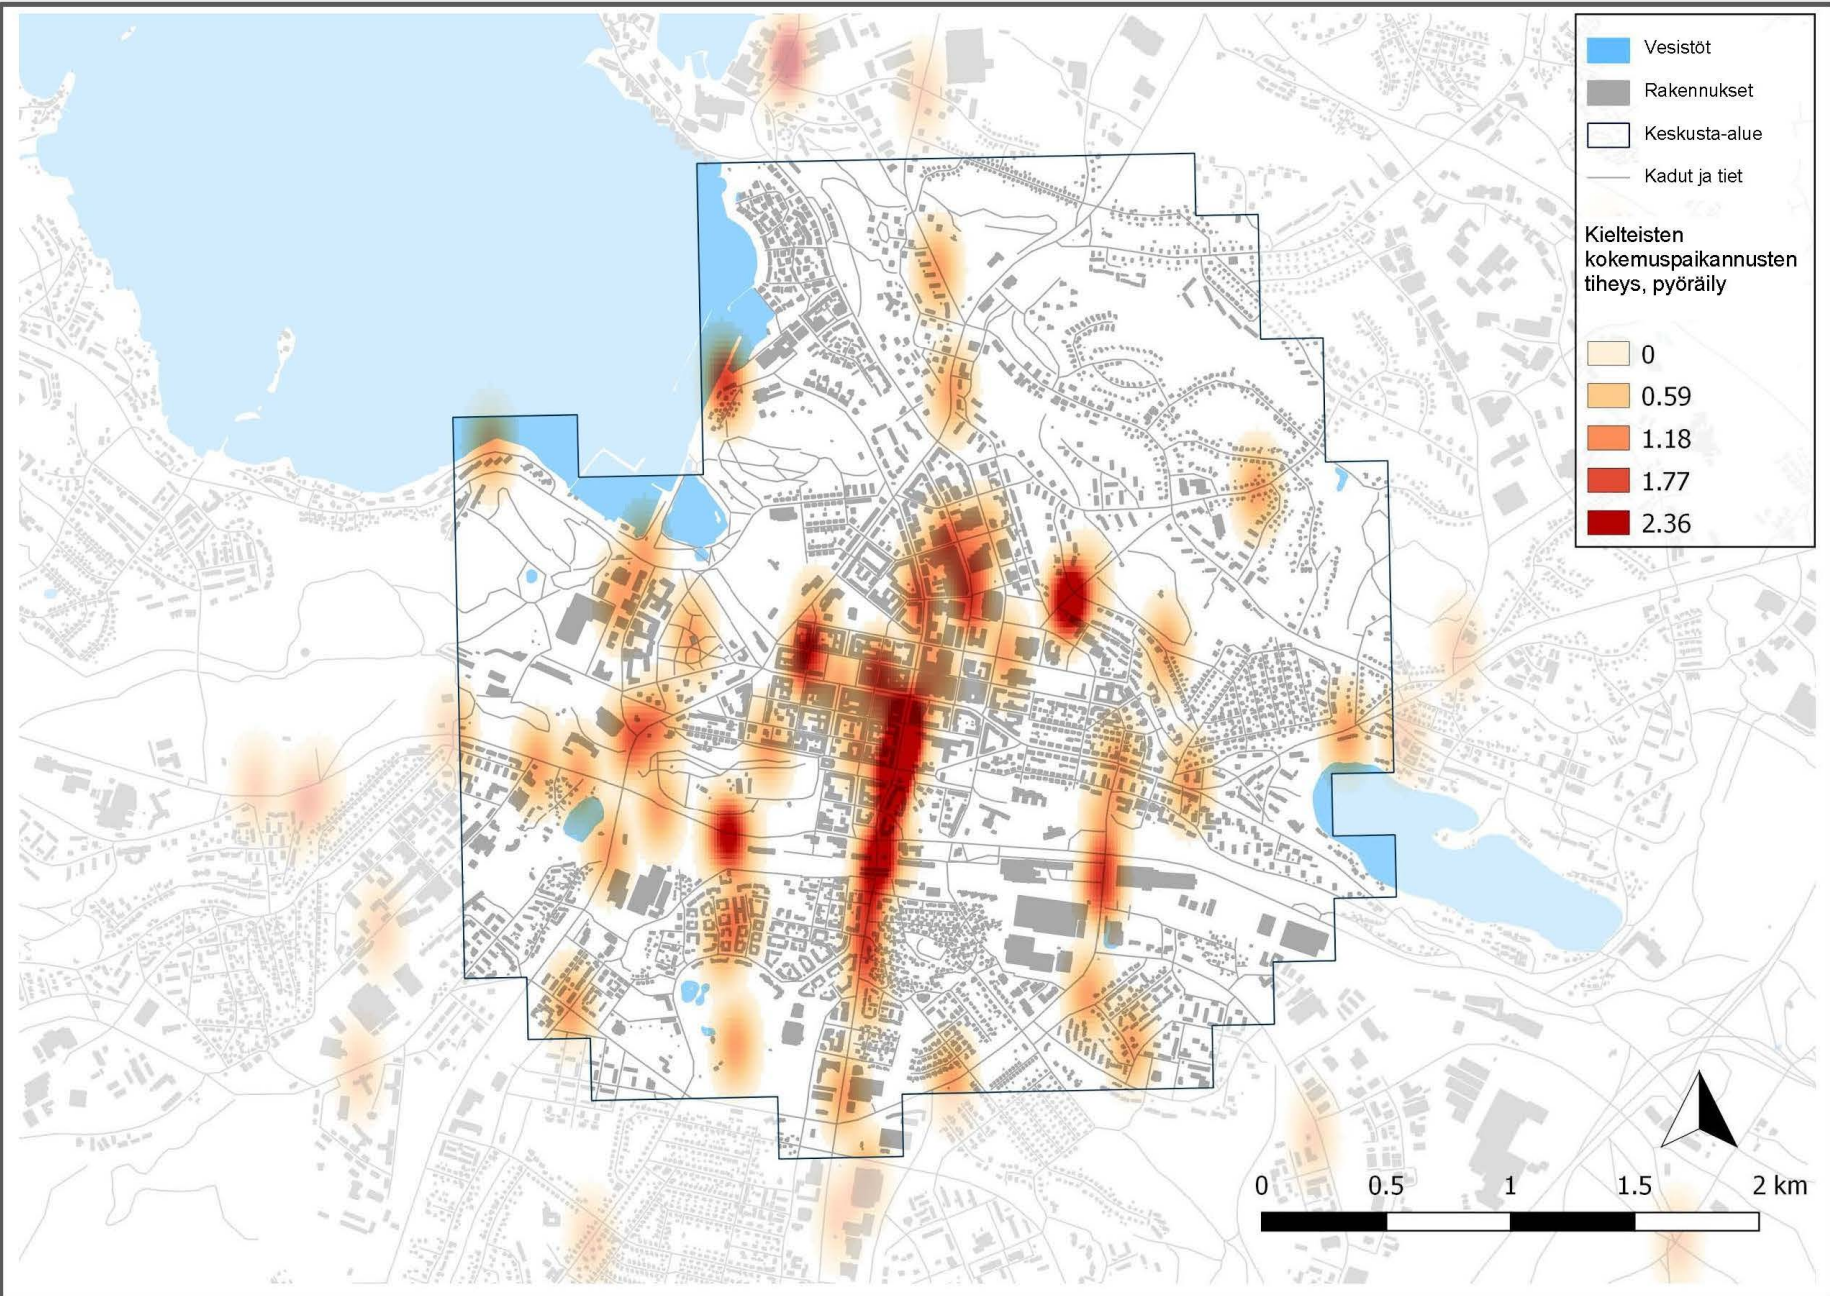 Vesistöt
Rakennukset
Keskusta-alue
Kadut ja tiet
Kielteisten
kokemuspaikannusten
tiheys, pyöräily
0
0.59
1.18
1.77
2.36
0 0.5 1 1.5 2 km